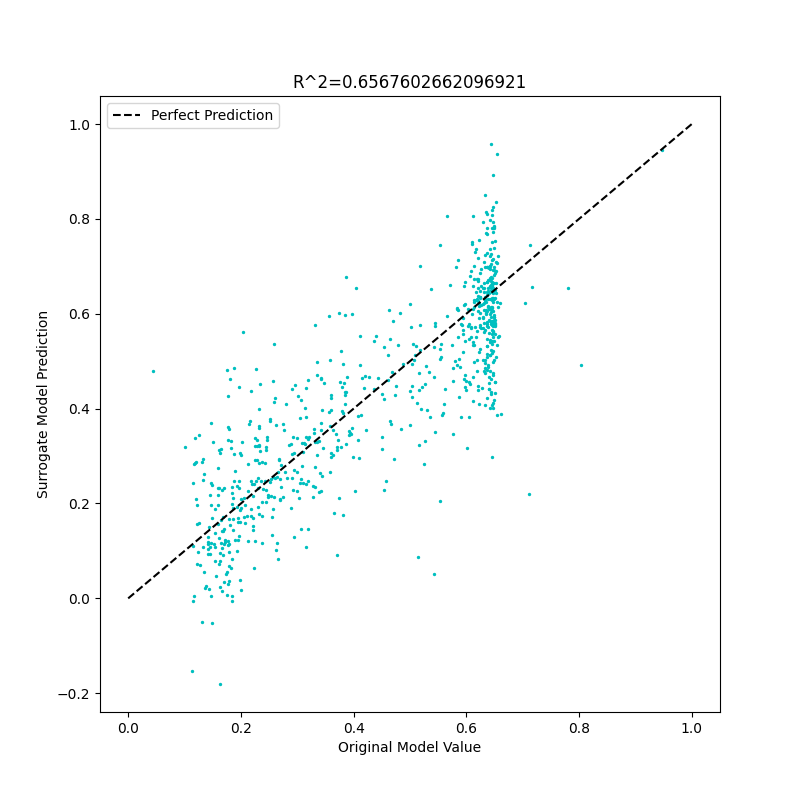 R^2=0.6567602662096921
Perfect Prediction
1.0
0.8
0.6
0.4
0.2
0.0
−0.2
Surrogate Model Prediction
0.0 0.2 0.4 0.6 0.8 1.0
Original Model Value